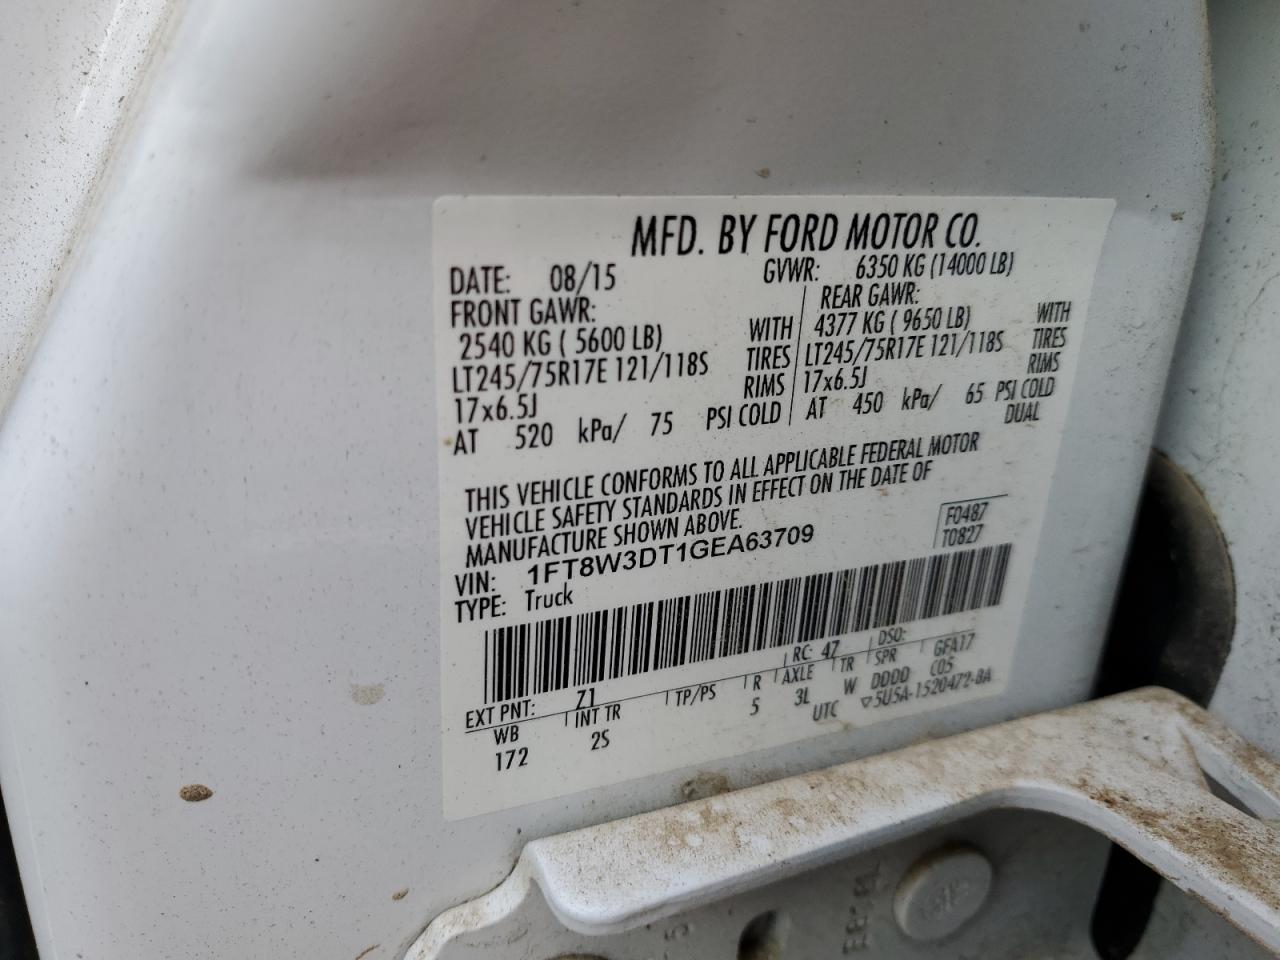 MFD. BY FORD MOTOR CO.
DATE: 08/15 GVWR: 6350 KG (14000 LB)
FRONT GAWR: REAR GAWR:
2540 KG ( 5600 LB) WITH 4377 KG ( 9650 LB) WITH
LT245/75R17E 121/118S TIRES LT245/75R17E 121/118S TIRES
17x6.5J RIMS 17x6.5J RIMS
AT 520 kPa/ 75 PSI COLD AT 450 kPa/ 65 PSI COLD
DUAL
THIS VEHICLE CONFORMS TO ALL APPLICABLE FEDERAL MOTOR
VEHICLE SAFETY STANDARDS IN EFFECT ON THE DATE OF
MANUFACTURE SHOWN ABOVE.
F0487
T0827
VIN: 1FT8W3DT1GEA63709
TYPE: Truck
EXT PNT: Z1 RC: 47 DSO:
WB INT TR TP/PS R AXLE TR SPR GFA17
172 2S 5 3L W DDDD C05
UTC ▽5U5A-1520472-BA